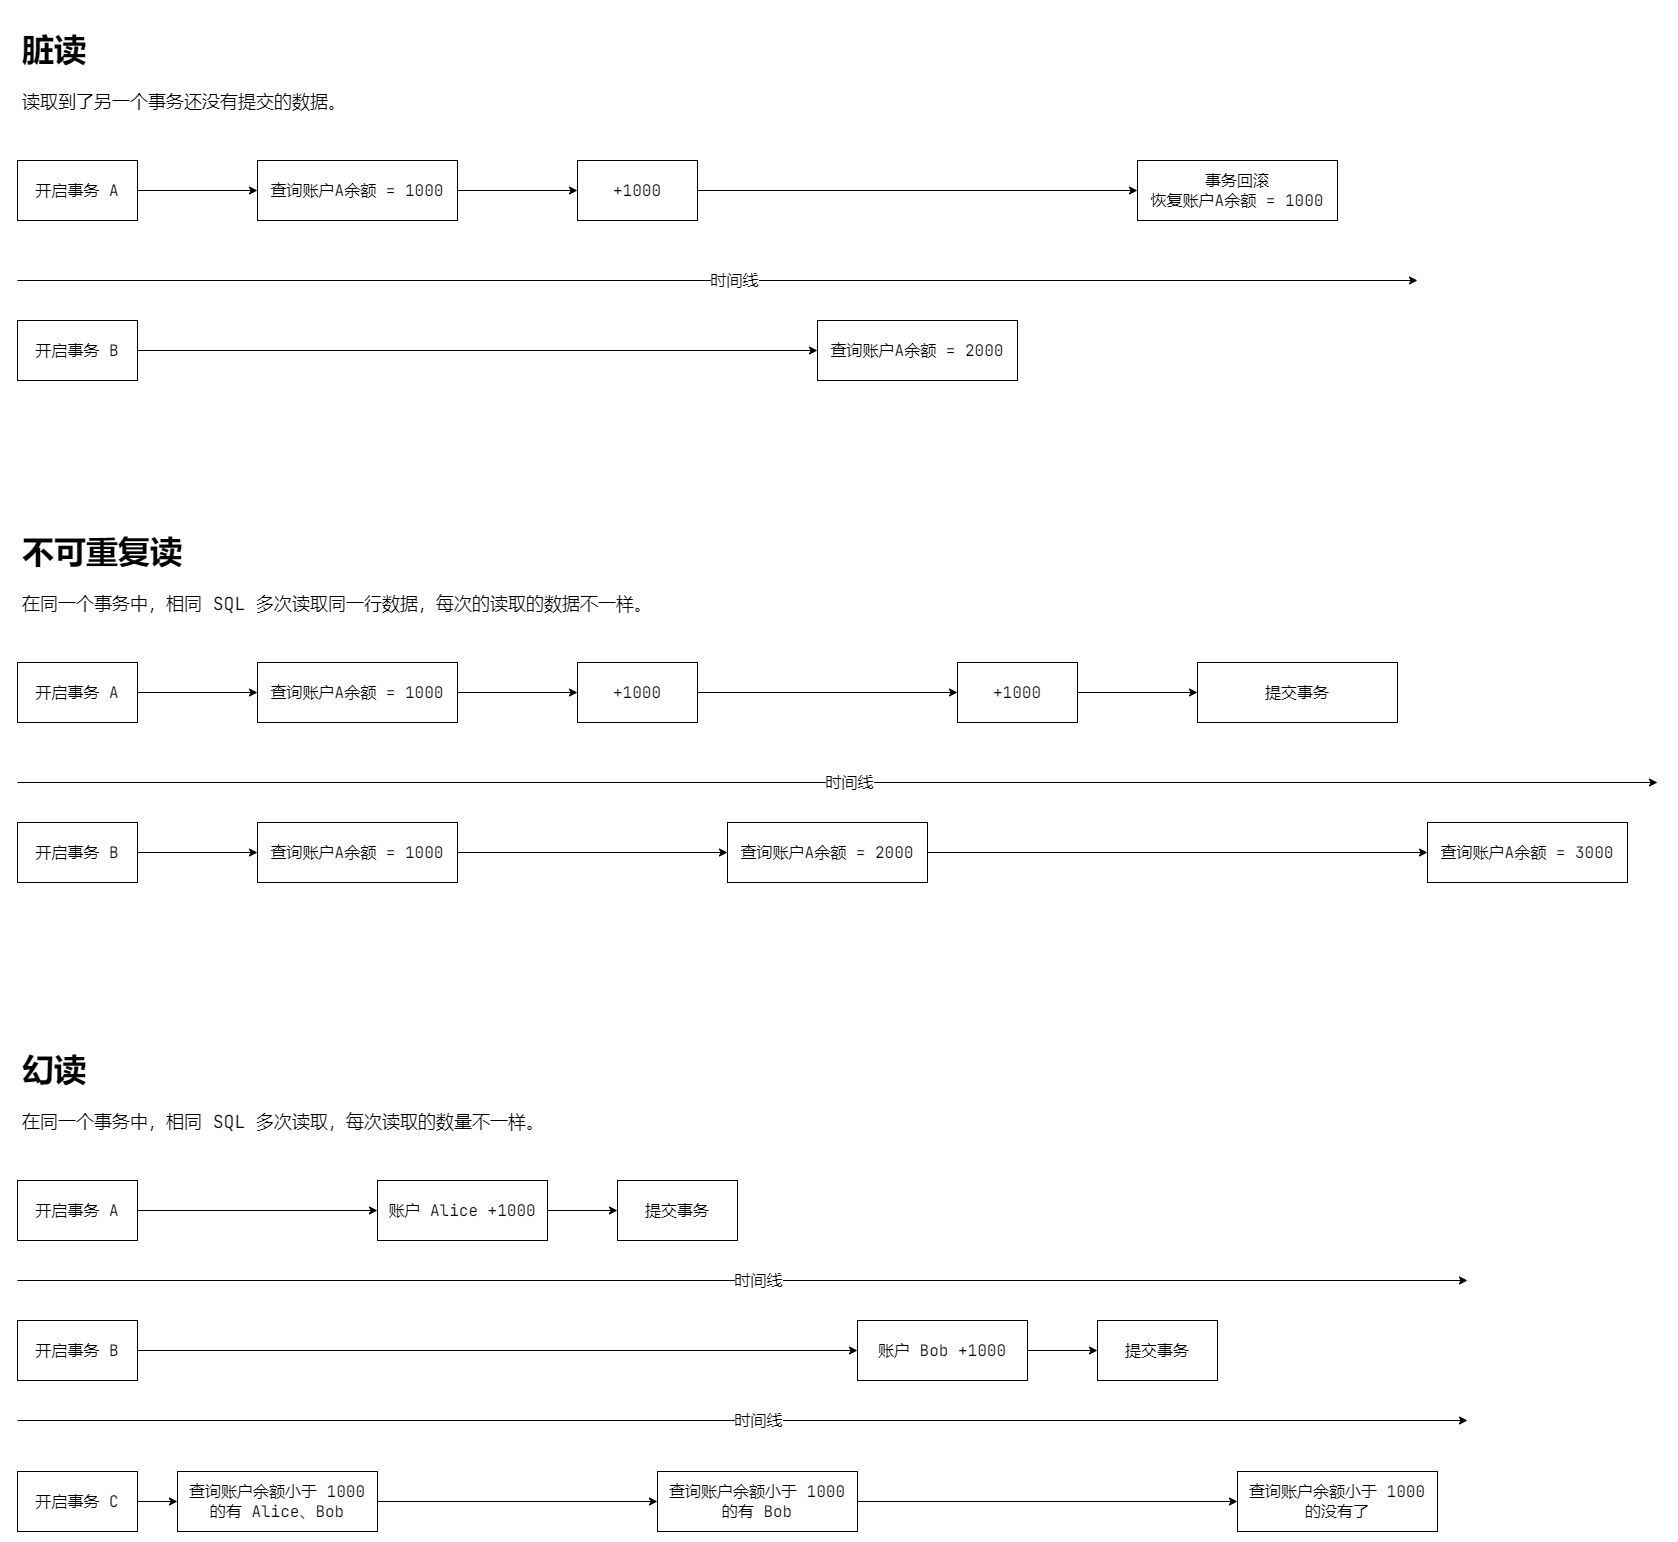 脏读
读取到了另一个事务还没有提交的数据。
开启事务 A
查询账户A余额 = 1000
+1000
事务回滚
恢复账户A余额 = 1000
时间线
开启事务 B
查询账户A余额 = 2000
不可重复读
在同一个事务中，相同 SQL 多次读取同一行数据，每次的读取的数据不一样。
开启事务 A
查询账户A余额 = 1000
+1000
+1000
提交事务
时间线
开启事务 B
查询账户A余额 = 1000
查询账户A余额 = 2000
查询账户A余额 = 3000
幻读
在同一个事务中，相同 SQL 多次读取，每次读取的数量不一样。
开启事务 A
账户 Alice +1000
提交事务
时间线
开启事务 B
账户 Bob +1000
提交事务
时间线
开启事务 C
查询账户余额小于 1000
的有 Alice、Bob
查询账户余额小于 1000
的有 Bob
查询账户余额小于 1000
的没有了